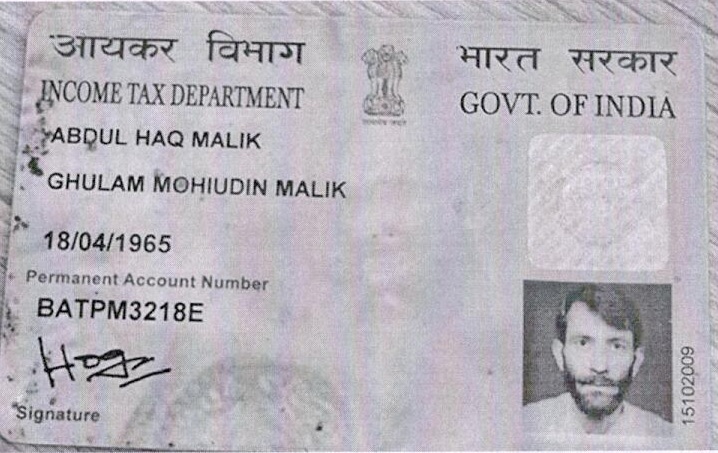 आयकर विभाग
INCOME TAX DEPARTMENT
भारत सरकार
GOVT. OF INDIA
ABDUL HAQ MALIK
GHULAM MOHIUDIN MALIK
18/04/1965
Permanent Account Number
BATPM3218E
Signature
15102009